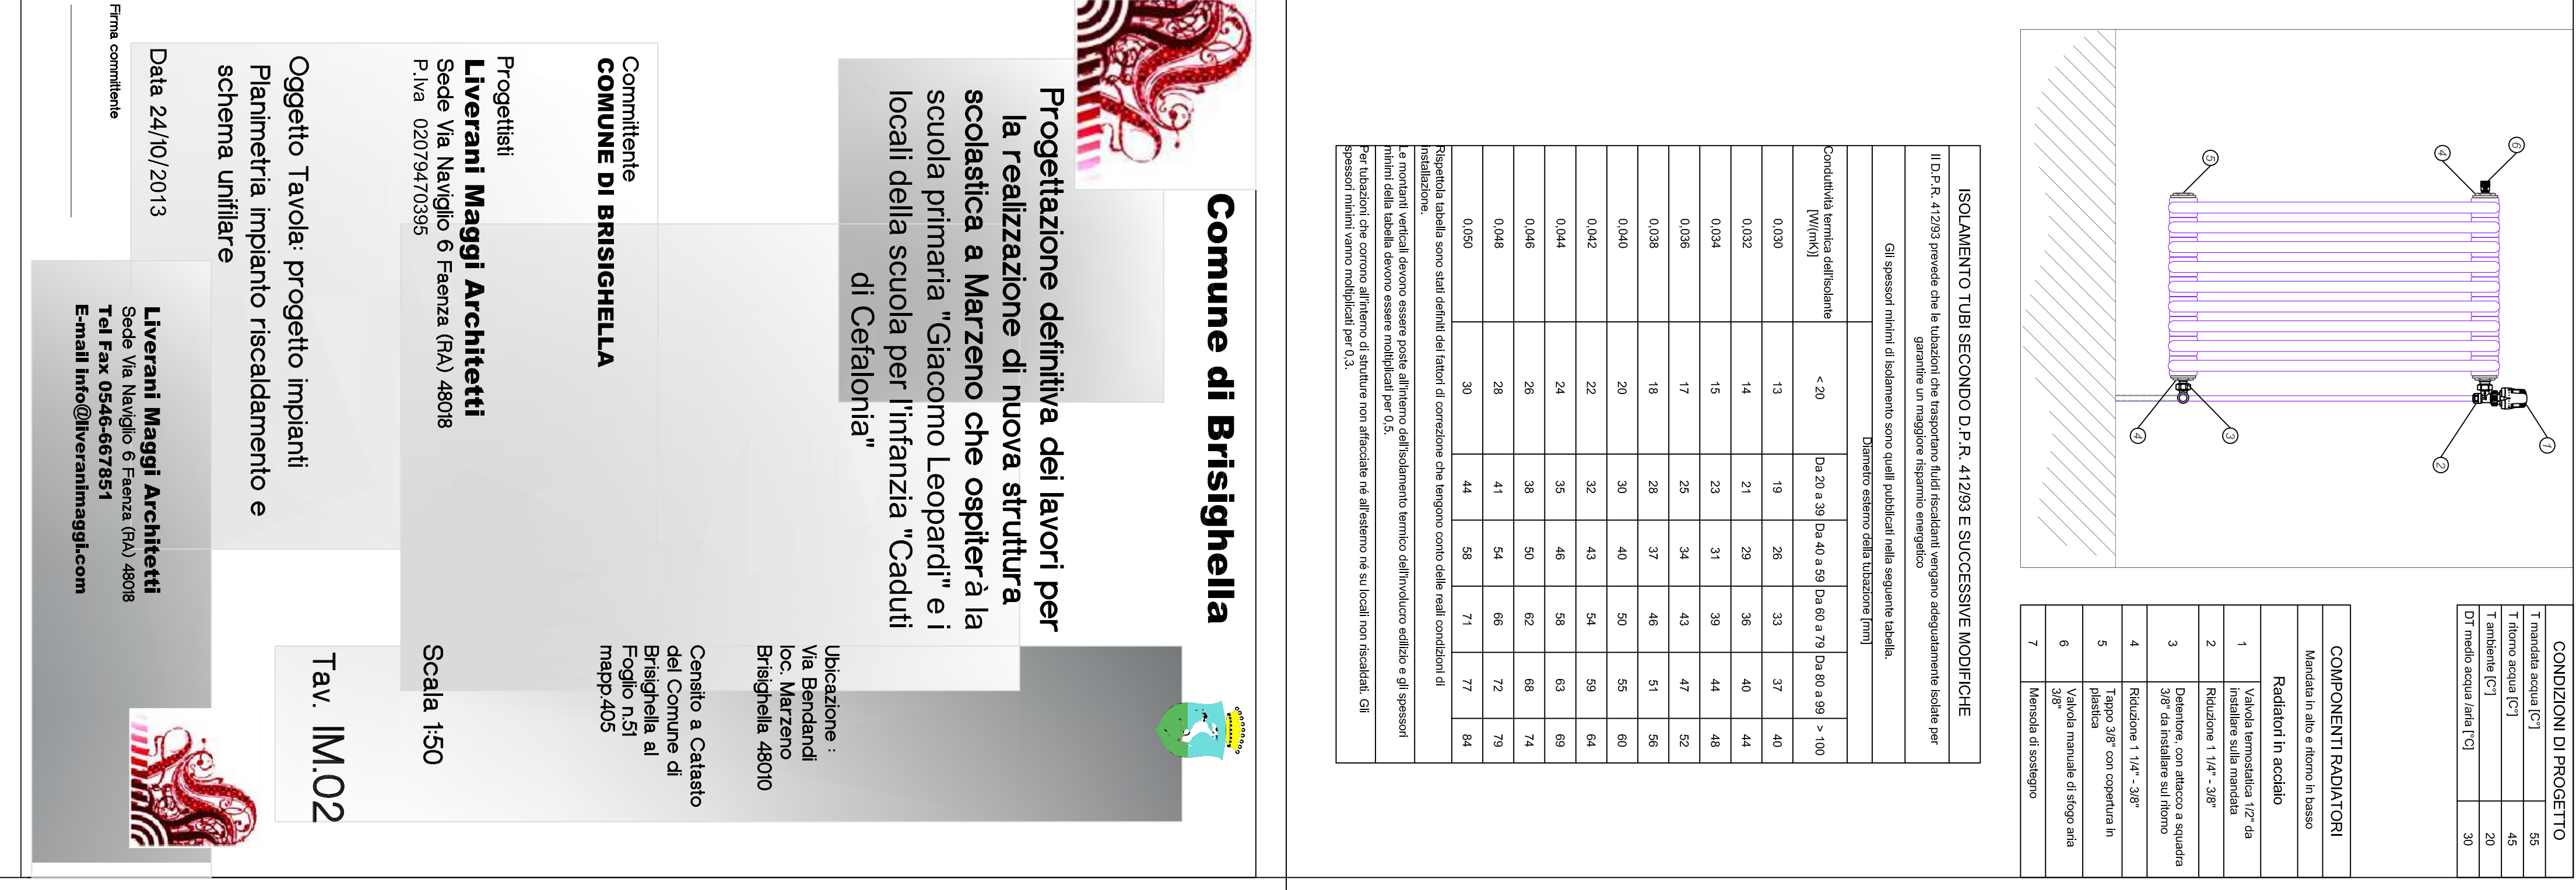 6
4
5
1
2
3
4
CONDIZIONI DI PROGETTO
T mandata acqua [C°] 55
T ritorno acqua [C°] 45
T ambiente [C°] 20
DT medio acqua /aria [°C] 30
COMPONENTI RADIATORI
Mandata in alto e ritorno in basso
Radiatori in acciaio
1 Valvola termostatica 1/2" da
installare sulla mandata
2 Riduzione 1 1/4" - 3/8"
3 Detentore, con attacco a squadra
3/8" da installare sul ritorno
4 Riduzione 1 1/4" - 3/8"
5 Tappo 3/8" con copertura in
plastica
6 Valvola manuale di sfogo aria
3/8"
7 Mensola di sostegno
ISOLAMENTO TUBI SECONDO D.P.R. 412/93 E SUCCESSIVE MODIFICHE
Il D.P.R. 412/93 prevede che le tubazioni che trasportano fluidi riscaldanti vengano adeguatamente isolate per
garantire un maggiore risparmio energetico
Gli spessori minimi di isolamento sono quelli pubblicati nella seguente tabella.
Diametro esterno della tubazione [mm]
Conduttività termica dell'isolante
[W/(mK)]
< 20 Da 20 a 39 Da 40 a 59 Da 60 a 79 Da 80 a 99 > 100
0,030 13 19 26 33 37 40
0,032 14 21 29 36 40 44
0,034 15 23 31 39 44 48
0,036 17 25 34 43 47 52
0,038 18 28 37 46 51 56
0,040 20 30 40 50 55 60
0,042 22 32 43 54 59 64
0,044 24 35 46 58 63 69
0,046 26 38 50 62 68 74
0,048 28 41 54 66 72 79
0,050 30 44 58 71 77 84
Rispettola tabella sono stati definiti dei fattori di correzione che tengono conto delle reali condizioni di
installazione.
Le montanti verticali devono essere poste all'interno dell'isolamento termico dell'involucro edilizio e gli spessori
minimi della tabella devono essere moltiplicati per 0,5.
Per tubazioni che corrono all'interno di strutture non affacciate né all'esterno né su locali non riscaldati. Gli
spessori minimi vanno moltiplicati per 0,3.
Comune di Brisighella
Progettazione definitiva dei lavori per
la realizzazione di nuova struttura
scolastica a Marzeno che ospiterà la
scuola primaria "Giacomo Leopardi" e i
locali della scuola per l'infanzia "Caduti
di Cefalonia"
Ubicazione :
Via Bendandi
loc. Marzeno
Brisighella 48010
Committente
COMUNE DI BRISIGHELLA
Censito a Catasto
del Comune di
Brisighella al
Foglio n.51
mapp.405
Progettisti
Liverani Maggi Architetti
Sede Via Naviglio 6 Faenza (RA) 48018
P.Iva 02079470395
Scala 1:50
Oggetto Tavola: progetto impianti
Planimetria impianto riscaldamento e
schema unifilare
Tav. IM.02
Data 24/10/2013
Liverani Maggi Architetti
Sede Via Naviglio 6 Faenza (RA) 48018
Tel Fax 0546-667851
E-mail info@liveranimaggi.com
Firma committente